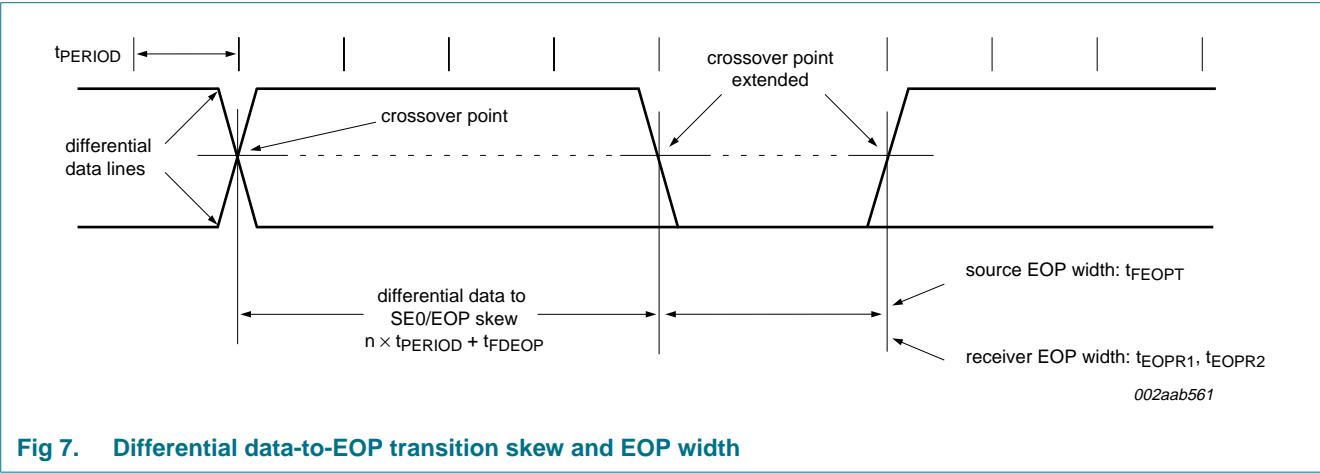 tPERIOD
crossover point
extended
crossover point
differential
data lines
differential data to
SE0/EOP skew
n × tPERIOD + tFDEOP
source EOP width: tFEOPT
receiver EOP width: tEOPR1, tEOPR2
002aab561
Fig 7. Differential data-to-EOP transition skew and EOP width